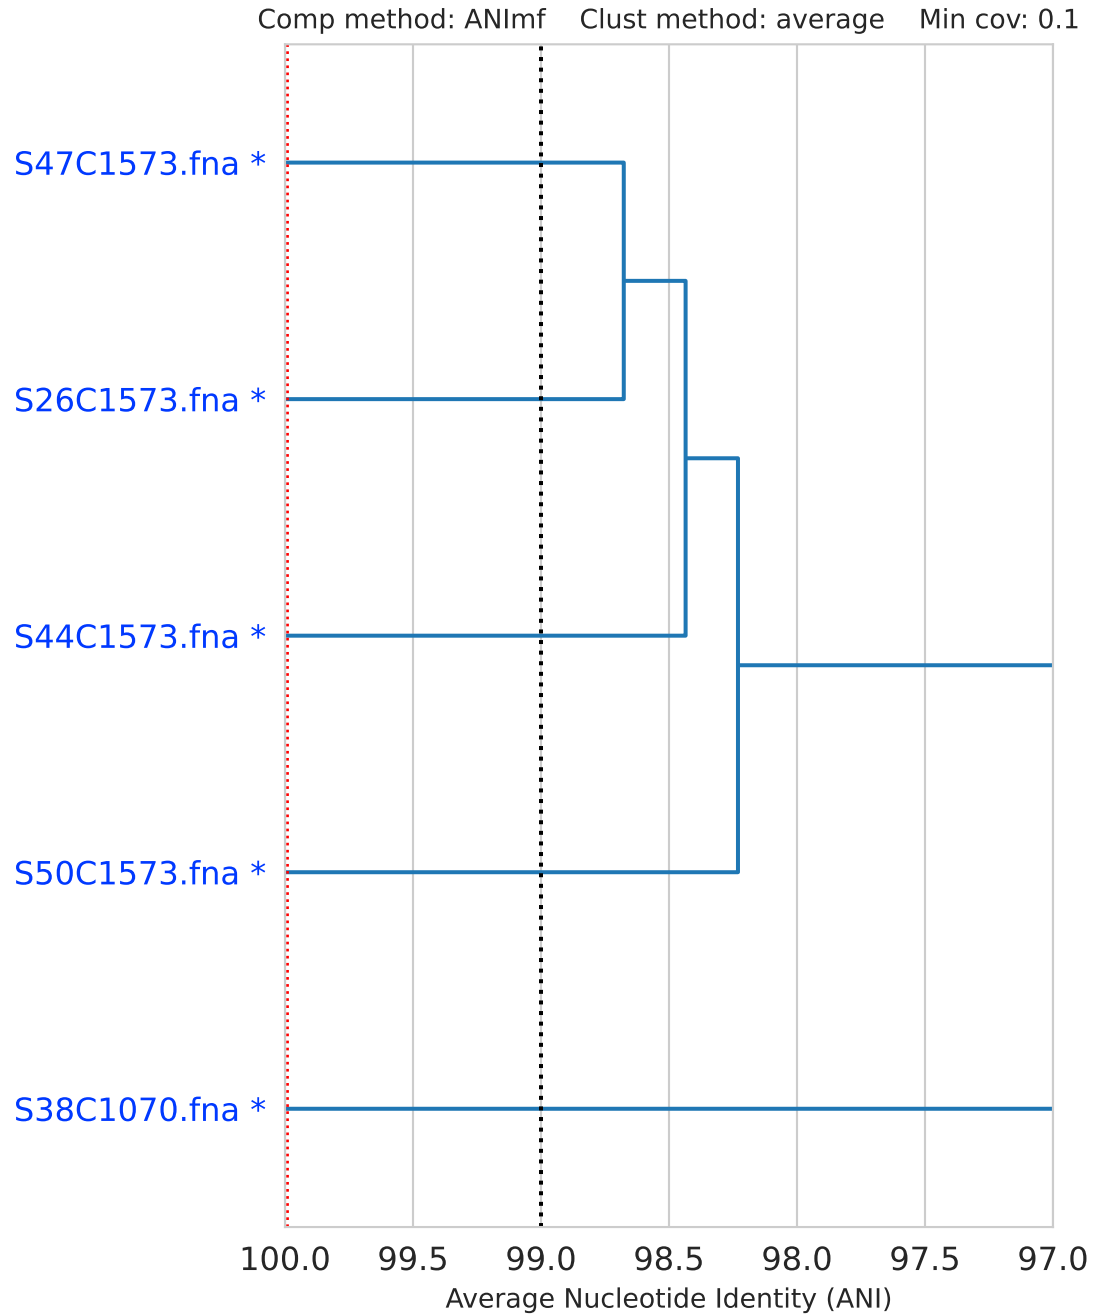 Comp method: ANImf    Clust method: average    Min cov: 0.1
S47C1573.fna *
S26C1573.fna *
S44C1573.fna *
S50C1573.fna *
S38C1070.fna *
100.0 99.5 99.0 98.5 98.0 97.5 97.0
Average Nucleotide Identity (ANI)